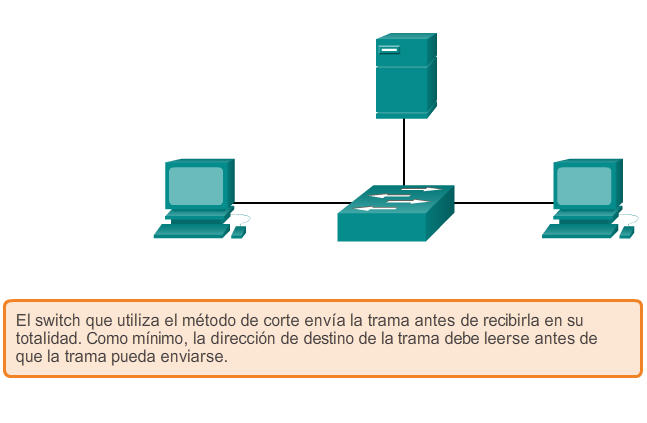 El switch que utiliza el método de corte envía la trama antes de recibirla en su
totalidad. Como mínimo, la dirección de destino de la trama debe leerse antes de
que la trama pueda enviarse.